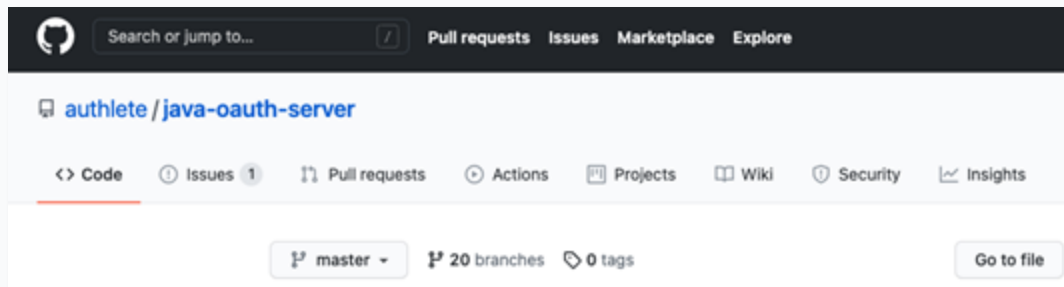 Search or jump to... / Pull requests Issues Marketplace Explore
authlete / java-oauth-server
<> Code Issues 1 Pull requests Actions Projects Wiki Security Insights
master 20 branches 0 tags Go to file